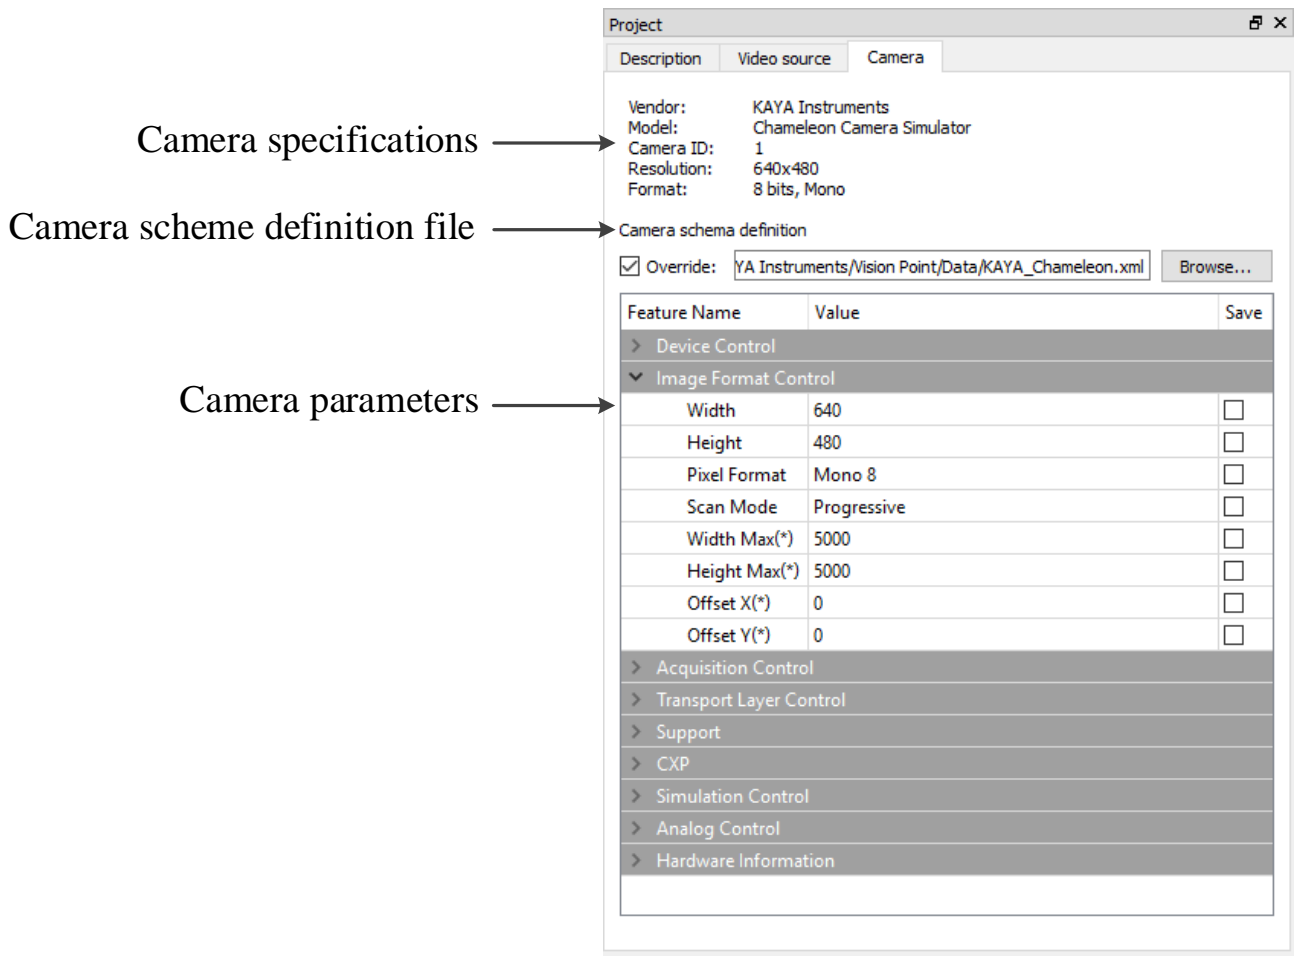 Project
Description Video source Camera
Vendor: KAYA Instruments
Model: Chameleon Camera Simulator
Camera specifications
Camera ID: 1
Resolution: 640x480
Format: 8 bits, Mono
Camera scheme definition file
Camera schema definition
Override: YA Instruments/Vision Point/Data/KAYA_Chameleon.xml Browse...
Feature Name Value Save
Device Control
Image Format Control
Camera parameters
Width 640
Height 480
Pixel Format Mono 8
Scan Mode Progressive
Width Max(*) 5000
Height Max(*) 5000
Offset X(*) 0
Offset Y(*) 0
Acquisition Control
Transport Layer Control
Support
CXP
Simulation Control
Analog Control
Hardware Information